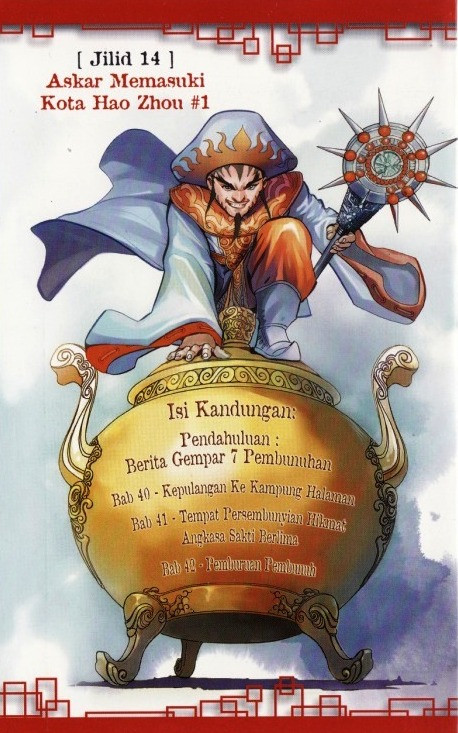 [ Jilid 14 ]
Askar Memasuki
Kota Hao Zhou #1
Isi Kandungan:
Pendahuluan :
Berita Gempar 7 Pembunuhan
Bab 40 - Kepulangan Ke Kampung Halaman
Bab 41 - Tempat Persembunyian Hikmat
Angkasa Sakti Berlima
Bab 42 - Pemburuan Pembunuh